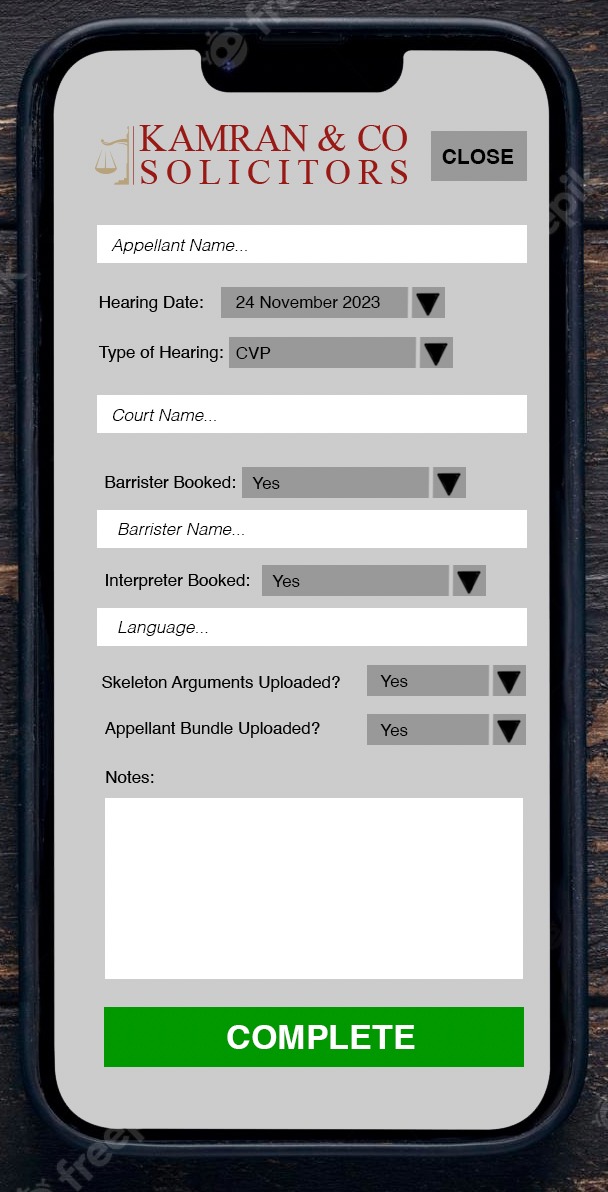 KAMRAN & CO
SOLICITORS
CLOSE
Appellant Name...
Hearing Date: 24 November 2023
Type of Hearing: CVP
Court Name...
Barrister Booked: Yes
Barrister Name...
Interpreter Booked: Yes
Language...
Skeleton Arguments Uploaded? Yes
Appellant Bundle Uploaded? Yes
Notes:
COMPLETE